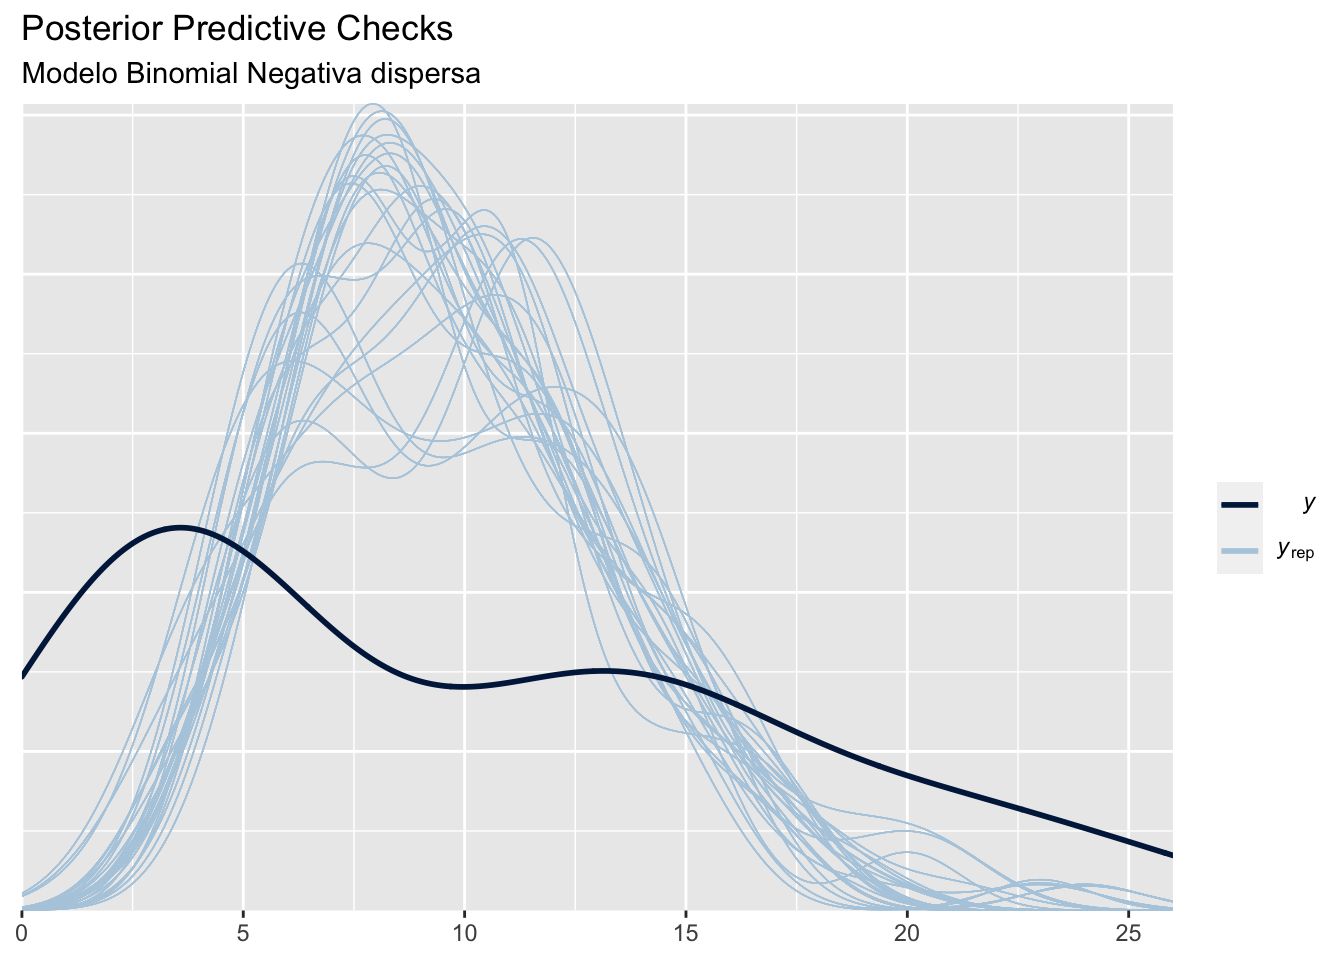 Posterior Predictive Checks
Modelo Binomial Negativa dispersa
y
yrep
0 5 10 15 20 25